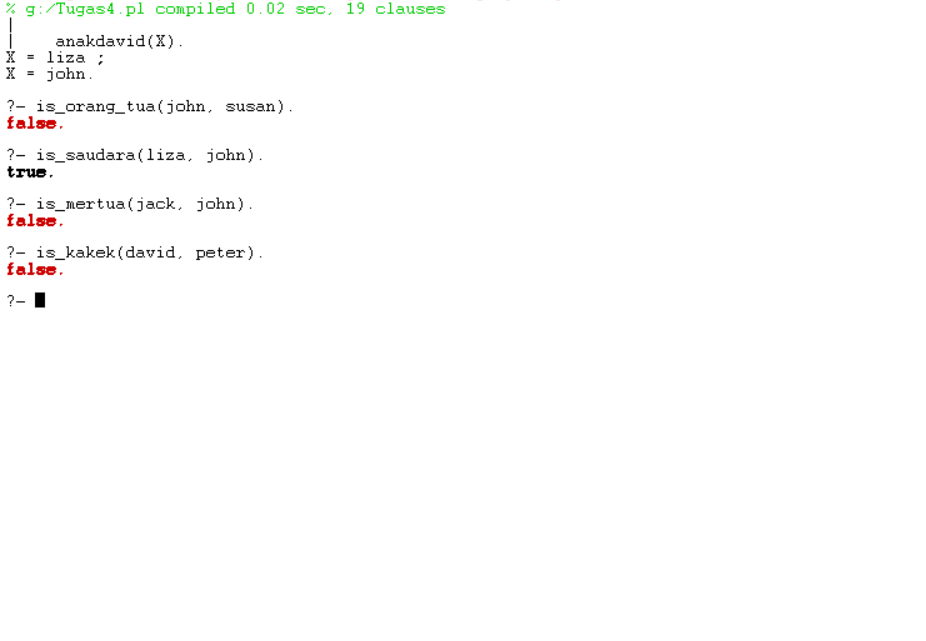 % g:/Tugas4.pl compiled 0.02 sec, 19 clauses
|
|    anakdavid(X).
X = liza ;
X = john.
?- is_orang_tua(john, susan).
false.
?- is_saudara(liza, john).
true.
?- is_mertua(jack, john).
false.
?- is_kakek(david, peter).
false.
?-